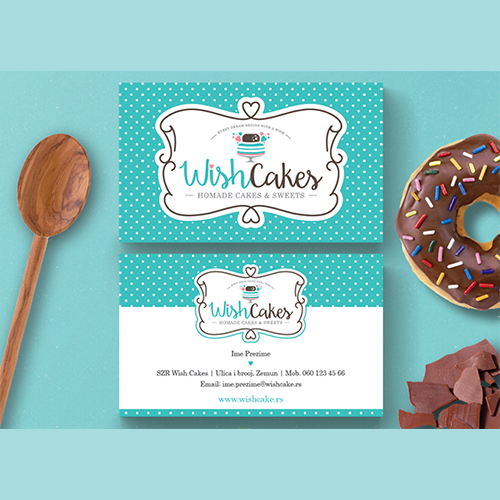 EVERY DREAM BEGINS WITH A WISH
WishCakes
HOMADE CAKES & SWEETS
WishCakes
HOMADE CAKES & SWEETS
Ime Prezime
SZR Wish Cakes | Ulica i brooj, Zemun | Mob. 060 123 45 66
Email: ime.prezime@wishcake.rs
www.wishcake.rs